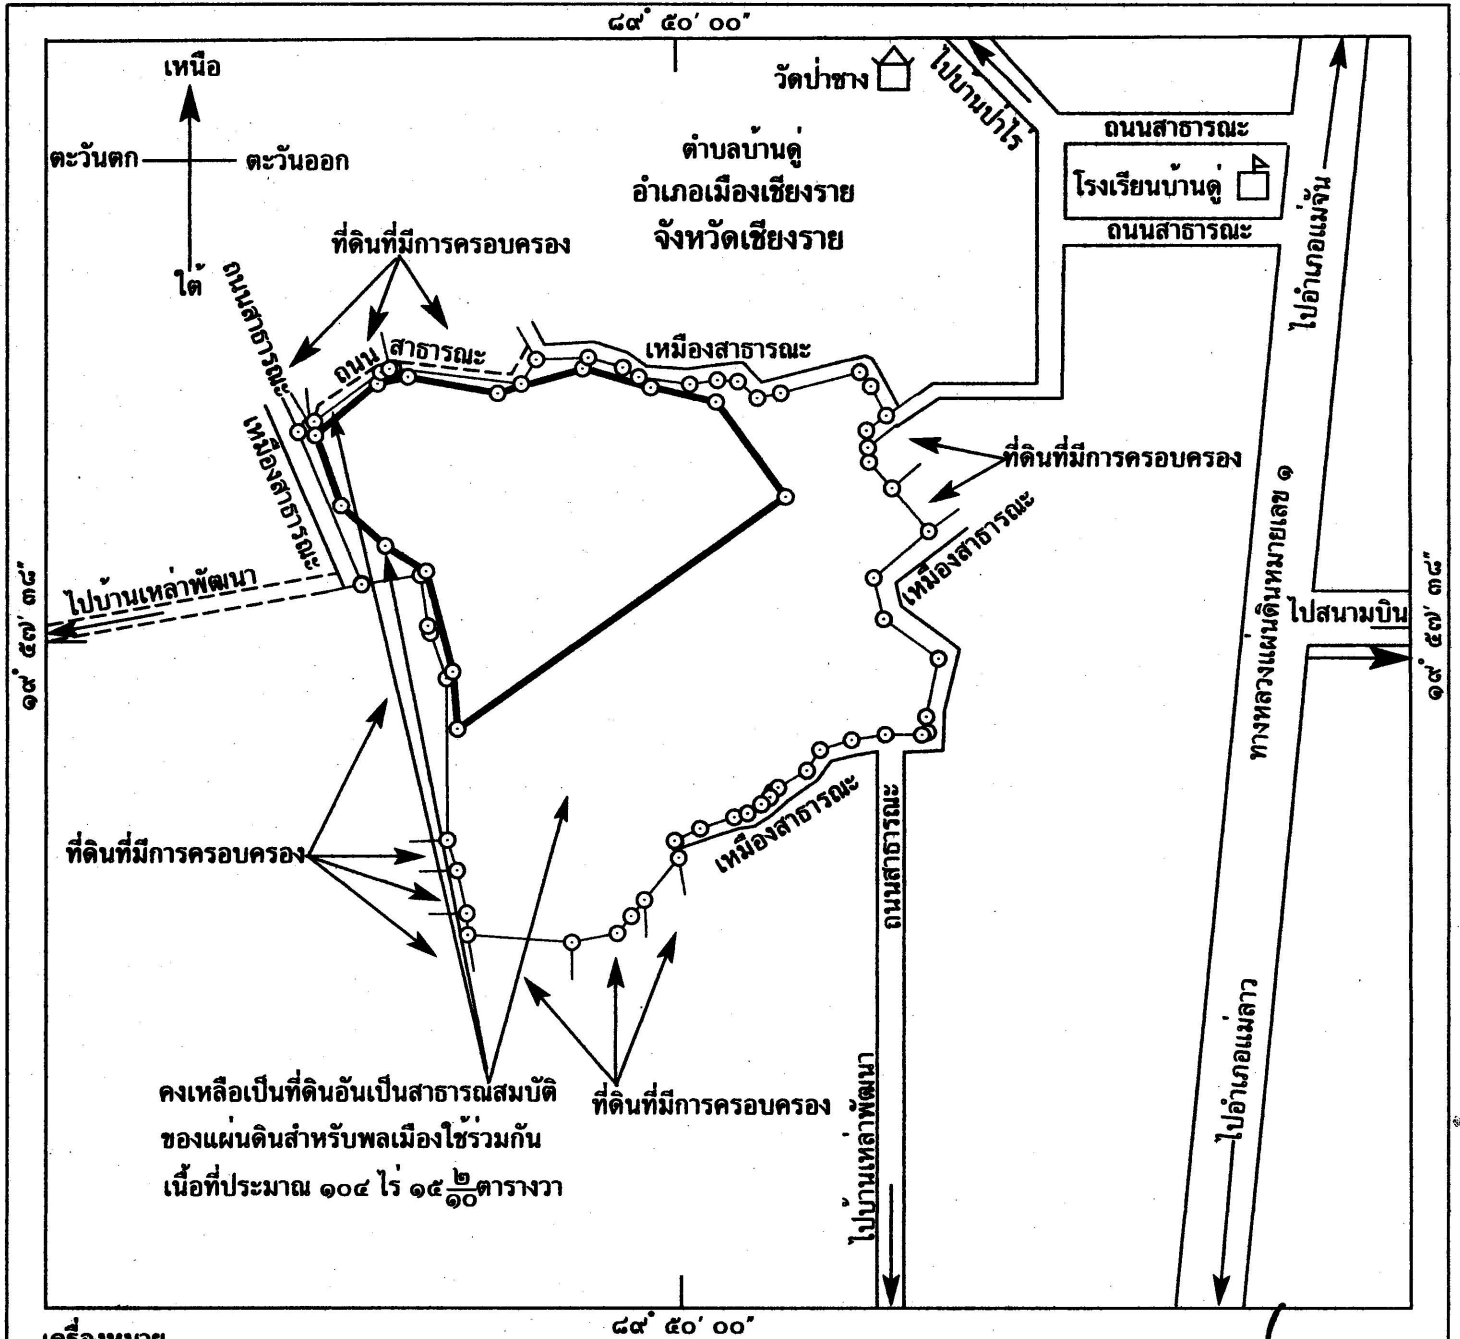 ๘๙° ๕๐′ ๐๐″
เหนือ
ตะวันตก
ตะวันออก
ใต้
วัดป่าซาง
ไปบ้านป่าไร่
ตำบลบ้านดู่
อำเภอเมืองเชียงราย
จังหวัดเชียงราย
ถนนสาธารณะ
โรงเรียนบ้านดู่
ถนนสาธารณะ
ไปอำเภอแม่จัน
ที่ดินที่มีการครอบครอง
ถนนสาธารณะ
ถนน สาธารณะ
เหมืองสาธารณะ
เหมืองสาธารณะ
ที่ดินที่มีการครอบครอง
เหมืองสาธารณะ
ทางหลวงแผ่นดินหมายเลข ๑
ไปบ้านเหล่าพัฒนา
๑๙° ๕๗′ ๓๘″
ไปสนามบิน
๑๙° ๕๗′ ๓๘″
ที่ดินที่มีการครอบครอง
เหมืองสาธารณะ
ถนนสาธารณะ
ไปบ้านเหล่าพัฒนา
ไปอำเภอแม่ลาว
คงเหลือเป็นที่ดินอันเป็นสาธารณสมบัติ
ของแผ่นดินสำหรับพลเมืองใช้ร่วมกัน
เนื้อที่ประมาณ ๑๐๔ ไร่ ๑๕ ๒/๑๐ ตารางวา
ที่ดินที่มีการครอบครอง
๘๙° ๕๐′ ๐๐″